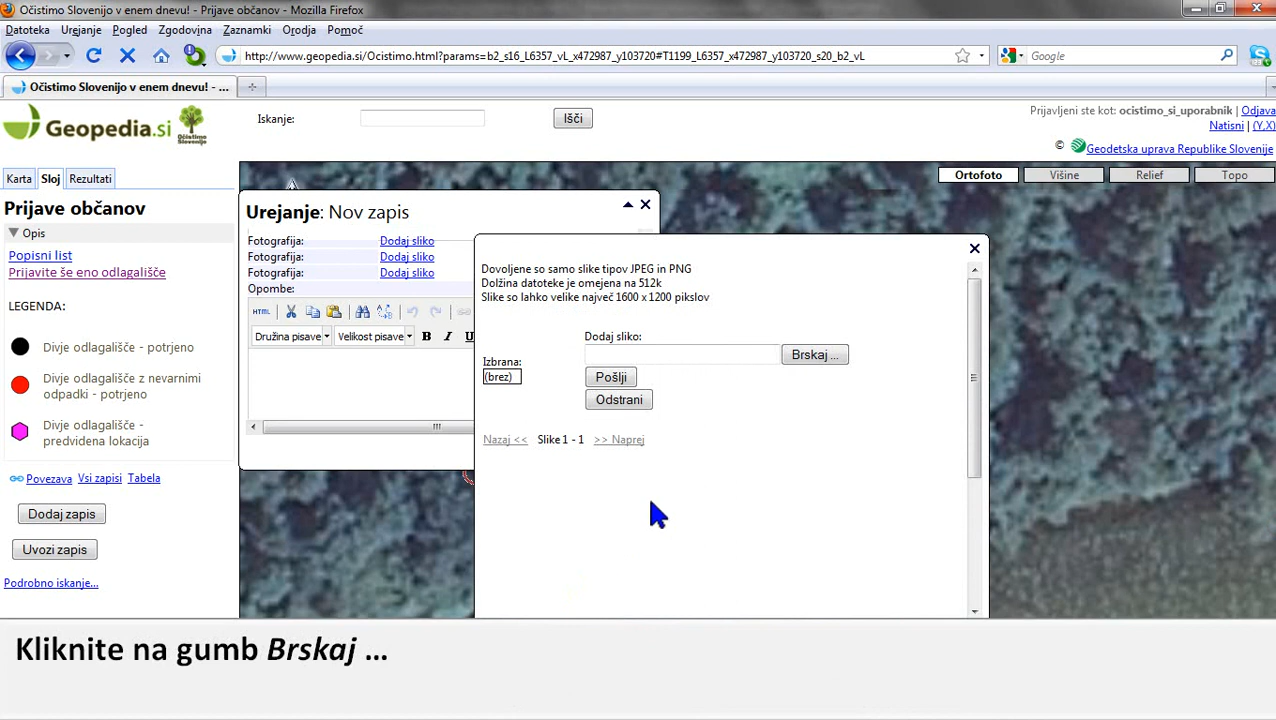 Očistimo Slovenijo v enem dnevu! - Prijave občanov - Mozilla Firefox
Datoteka Urejanje Pogled Zgodovina Zaznamki Orodja Pomoč
http://www.geopedia.si/Ocistimo.html?params=b2_s16_L6357_vL_x472987_y103720#T1199_L6357_x472987_y103720_s20_b2_vL
Google
Očistimo Slovenijo v enem dnevu! - ...
Geopedia.si
Očistimo Slovenijo
Iskanje:
Išči
Prijavljeni ste kot: ocistimo_si_uporabnik | Odjava
Natisni | (Y,X)
© Geodetska uprava Republike Slovenije
Karta Sloj Rezultati
Ortofoto Višine Relief Topo
Prijave občanov
Opis
Popisni list
Prijavite še eno odlagališče
LEGENDA:
Divje odlagališče - potrjeno
Divje odlagališče z nevarnimi
odpadki - potrjeno
Divje odlagališče -
predvidena lokacija
Povezava Vsi zapisi Tabela
Dodaj zapis
Uvozi zapis
Podrobno iskanje...
Urejanje: Nov zapis
Fotografija: Dodaj sliko
Fotografija: Dodaj sliko
Fotografija: Dodaj sliko
Opombe:
HTML
Družina pisave Velikost pisave B I U
Dovoljene so samo slike tipov JPEG in PNG
Dolžina datoteke je omejena na 512k
Slike so lahko velike največ 1600 x 1200 pikslov
Dodaj sliko:
Brskaj ...
Izbrana:
(brez)
Pošlji
Odstrani
Nazaj << Slike 1 - 1 >> Naprej
Kliknite na gumb Brskaj ...